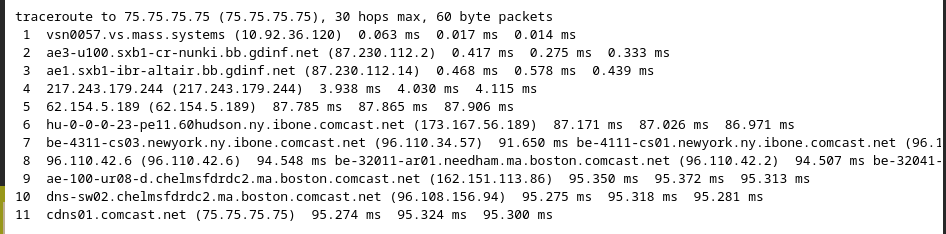 traceroute to 75.75.75.75 (75.75.75.75), 30 hops max, 60 byte packets
1 vsn0057.vs.mass.systems (10.92.36.120) 0.063 ms 0.017 ms 0.014 ms
2 ae3-u100.sxb1-cr-nunki.bb.gdinf.net (87.230.112.2) 0.417 ms 0.275 ms 0.333 ms
3 ae1.sxb1-ibr-altair.bb.gdinf.net (87.230.112.14) 0.468 ms 0.578 ms 0.439 ms
4 217.243.179.244 (217.243.179.244) 3.938 ms 4.030 ms 4.115 ms
5 62.154.5.189 (62.154.5.189) 87.785 ms 87.865 ms 87.906 ms
6 hu-0-0-0-23-pe11.60hudson.ny.ibone.comcast.net (173.167.56.189) 87.171 ms 87.026 ms 86.971 ms
7 be-4311-cs03.newyork.ny.ibone.comcast.net (96.110.34.57) 91.650 ms be-4111-cs01.newyork.ny.ibone.comcast.net (96.1
8 96.110.42.6 (96.110.42.6) 94.548 ms be-32011-ar01.needham.ma.boston.comcast.net (96.110.42.2) 94.507 ms be-32041-
9 ae-100-ur08-d.chelmsfdrdc2.ma.boston.comcast.net (162.151.113.86) 95.350 ms 95.372 ms 95.313 ms
10 dns-sw02.chelmsfdrdc2.ma.boston.comcast.net (96.108.156.94) 95.275 ms 95.318 ms 95.281 ms
11 cdns01.comcast.net (75.75.75.75) 95.274 ms 95.324 ms 95.300 ms